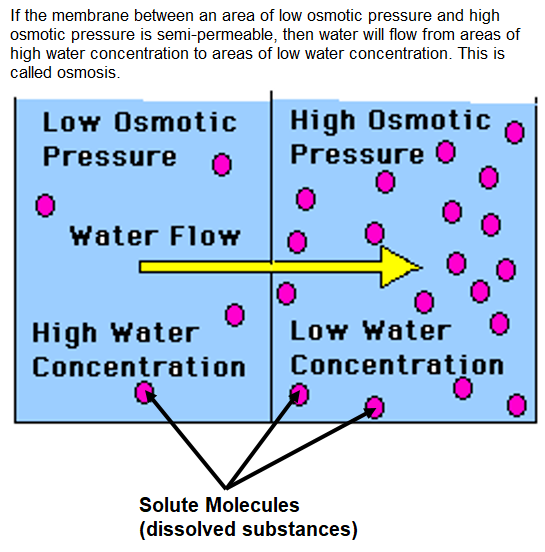 If the membrane between an area of low osmotic pressure and high
osmotic pressure is semi-permeable, then water will flow from areas of
high water concentration to areas of low water concentration. This is
called osmosis.
Low Osmotic
Pressure
High Osmotic
Pressure
Water Flow
High Water
Concentration
Low Water
Concentration
Solute Molecules
(dissolved substances)